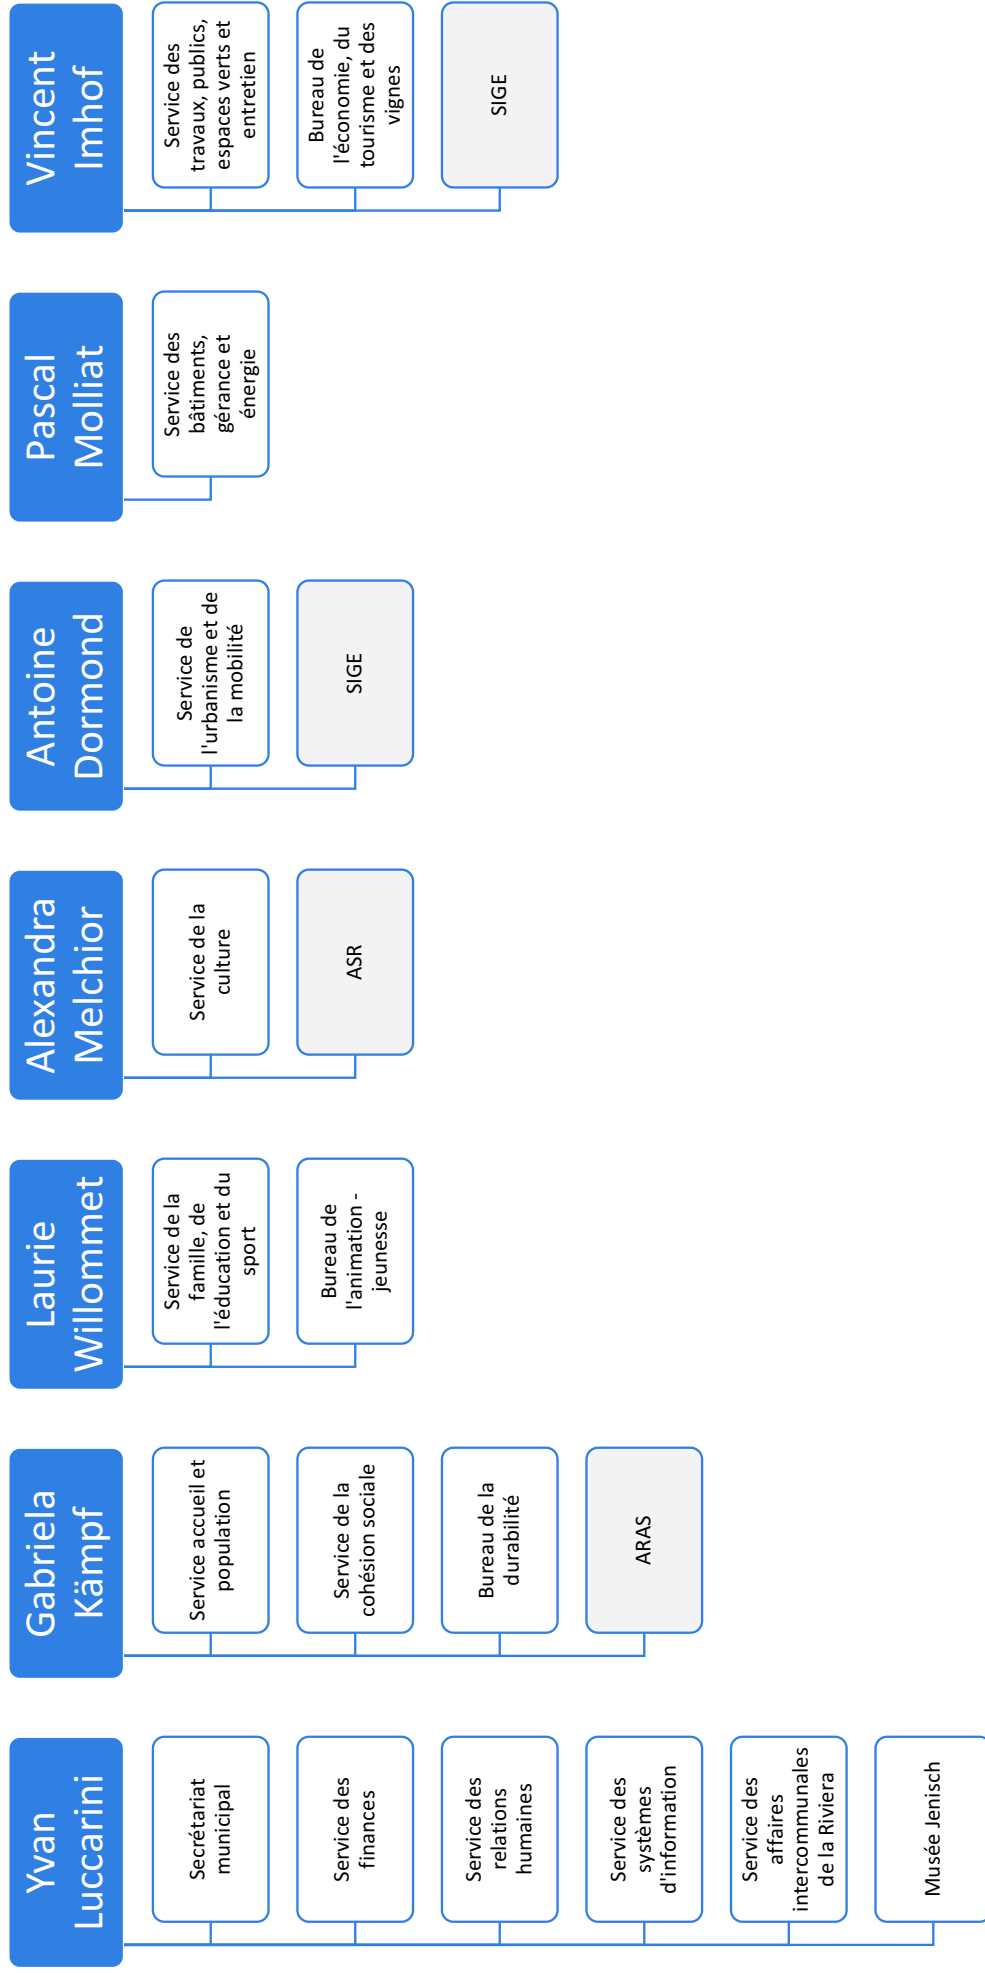 Yvan
Luccarini
Secrétariat
municipal
Service des
finances
Service des
relations
humaines
Service des
systèmes
d'information
Service des
affaires
intercommunales
de la Riviera
Musée Jenisch
Gabriela
Kämpf
Service accueil et
population
Service de la
cohésion sociale
Bureau de la
durabilité
ARAS
Laurie
Willommet
Service de la
famille, de
l'éducation et du
sport
Bureau de
l'animation -
jeunesse
Alexandra
Melchior
Service de la
culture
ASR
Antoine
Dormond
Service de
l'urbanisme et de
la mobilité
SIGE
Pascal
Molliat
Service des
bâtiments,
gérance et
énergie
Vincent
Imhof
Service des
travaux, publics,
espaces verts et
entretien
Bureau de
l'économie, du
tourisme et des
vignes
SIGE